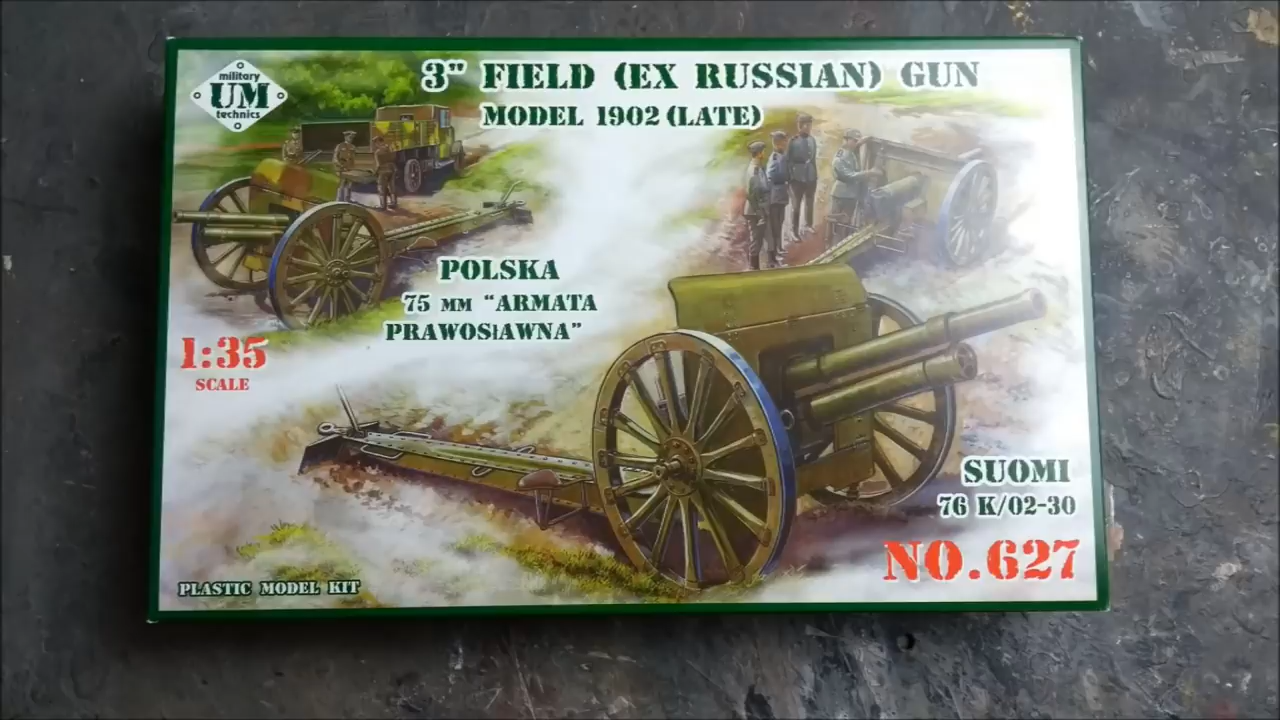 military
UM
technics
3" FIELD (EX RUSSIAN) GUN
MODEL 1902 (LATE)
POLSKA
75 MM "ARMATA
PRAWOSłAWNA"
1:35
SCALE
SUOMI
76 K/02-30
NO.627
PLASTIC MODEL KIT